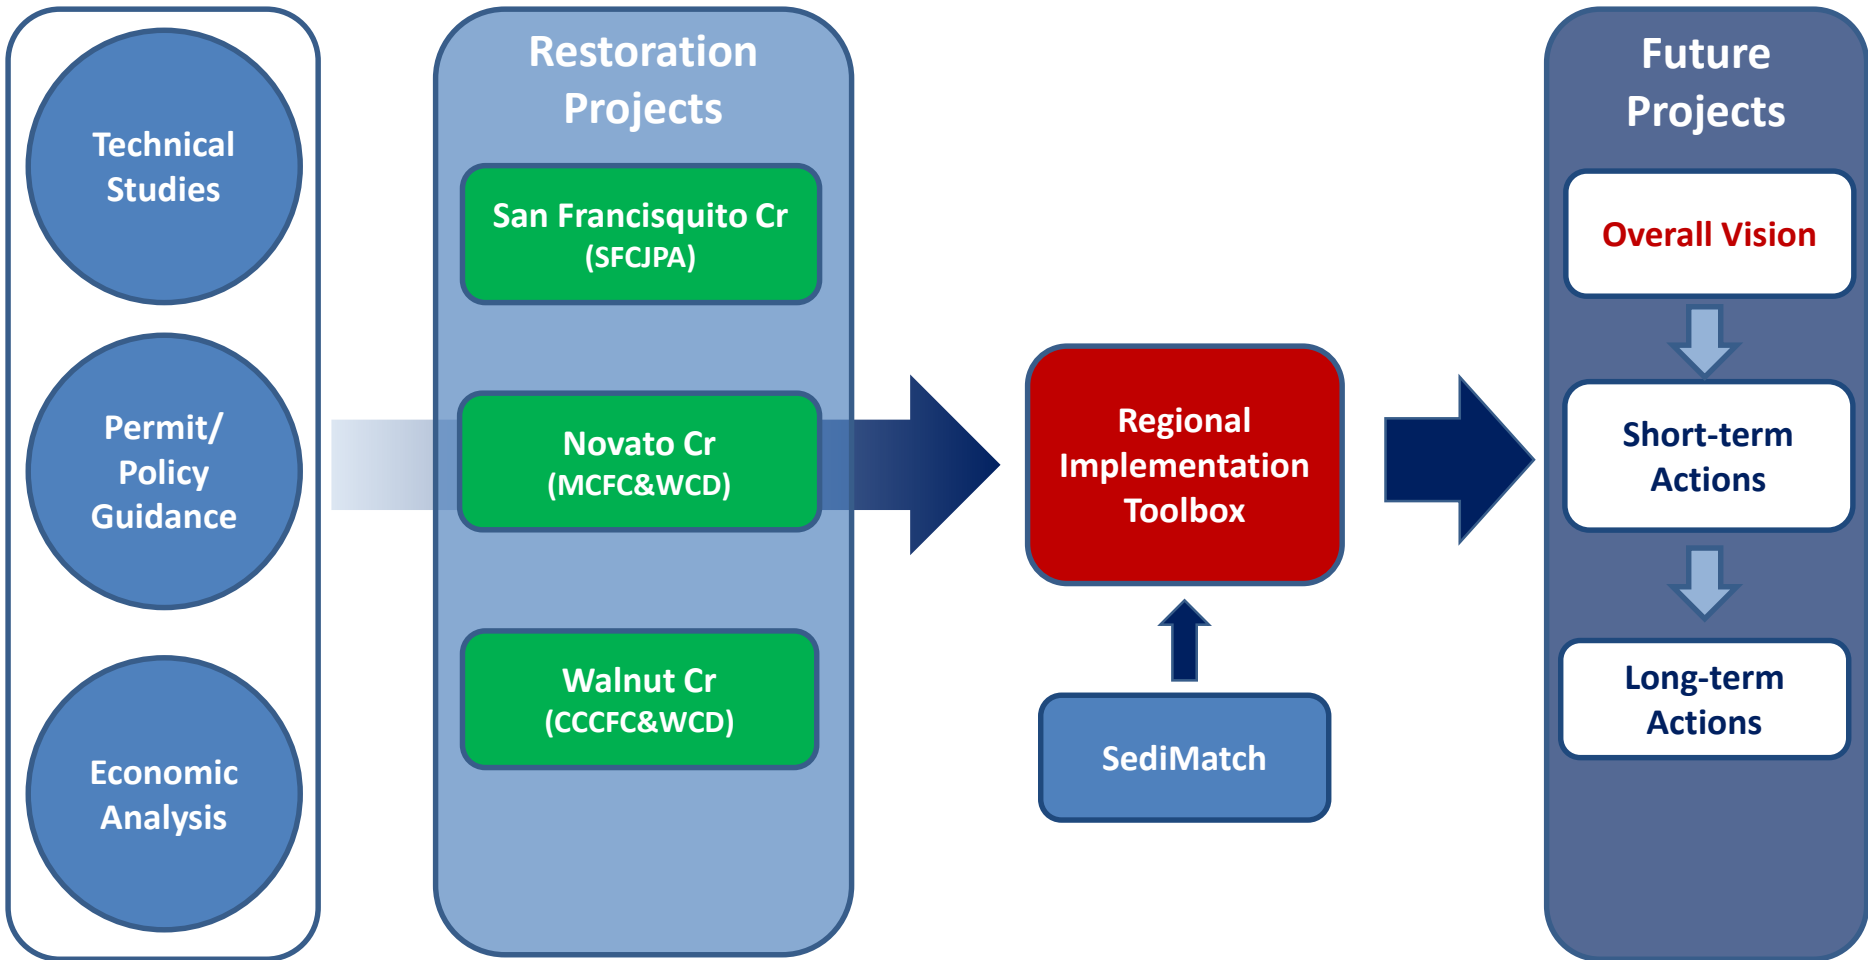 Technical
Studies
Permit/
Policy
Guidance
Economic
Analysis
Restoration
Projects
San Francisquito Cr
(SFCJPA)
Novato Cr
(MCFC&WCD)
Walnut Cr
(CCCFC&WCD)
Regional
Implementation
Toolbox
SediMatch
Future
Projects
Overall Vision
Short-term
Actions
Long-term
Actions